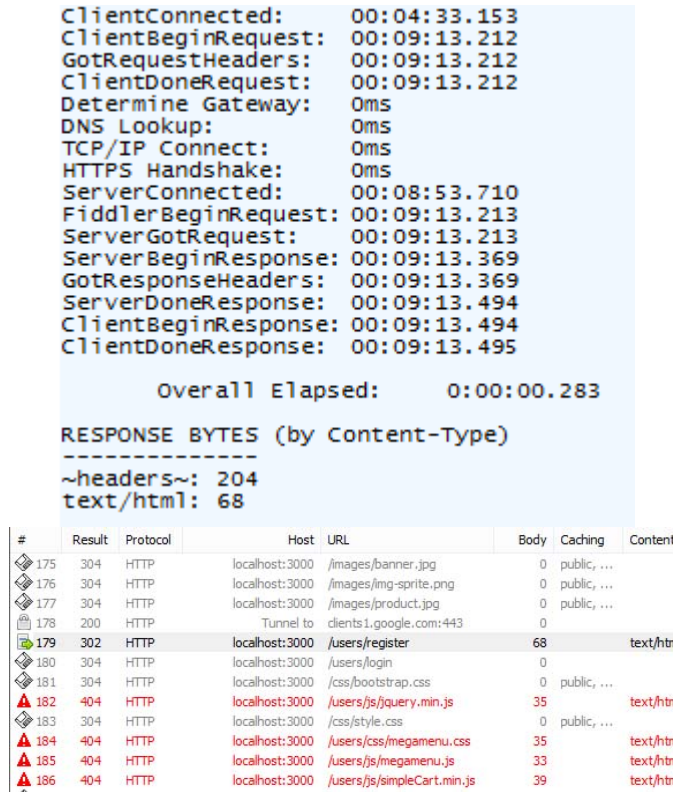 ClientConnected: 00:04:33.153
ClientBeginRequest: 00:09:13.212
GotRequestHeaders: 00:09:13.212
ClientDoneRequest: 00:09:13.212
Determine Gateway: 0ms
DNS Lookup: 0ms
TCP/IP Connect: 0ms
HTTPS Handshake: 0ms
ServerConnected: 00:08:53.710
FiddlerBeginRequest: 00:09:13.213
ServerGotRequest: 00:09:13.213
ServerBeginResponse: 00:09:13.369
GotResponseHeaders: 00:09:13.369
ServerDoneResponse: 00:09:13.494
ClientBeginResponse: 00:09:13.494
ClientDoneResponse: 00:09:13.495
Overall Elapsed: 0:00:00.283
RESPONSE BYTES (by Content-Type)
--------------
~headers~: 204
text/html: 68
# Result Protocol Host URL Body Caching Content
175 304 HTTP localhost:3000 /images/banner.jpg 0 public, ...
176 304 HTTP localhost:3000 /images/img-sprite.png 0 public, ...
177 304 HTTP localhost:3000 /images/product.jpg 0 public, ...
178 200 HTTP Tunnel to clients1.google.com:443 0
179 302 HTTP localhost:3000 /users/register 68 text/htm
180 304 HTTP localhost:3000 /users/login 0
181 304 HTTP localhost:3000 /css/bootstrap.css 0 public, ...
182 404 HTTP localhost:3000 /users/js/jquery.min.js 35 text/htm
183 304 HTTP localhost:3000 /css/style.css 0 public, ...
184 404 HTTP localhost:3000 /users/css/megamenu.css 35 text/htm
185 404 HTTP localhost:3000 /users/js/megamenu.js 33 text/htm
186 404 HTTP localhost:3000 /users/js/simpleCart.min.js 39 text/htm